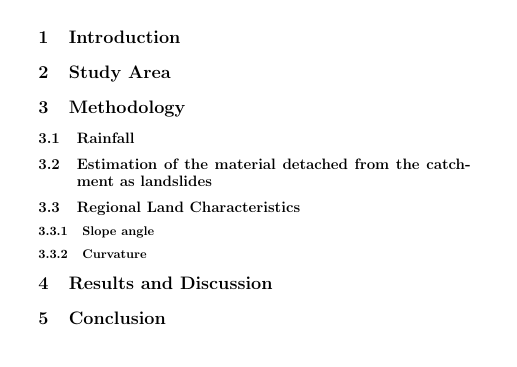 1 Introduction
2 Study Area
3 Methodology
3.1 Rainfall
3.2 Estimation of the material detached from the catch-
ment as landslides
3.3 Regional Land Characteristics
3.3.1 Slope angle
3.3.2 Curvature
4 Results and Discussion
5 Conclusion